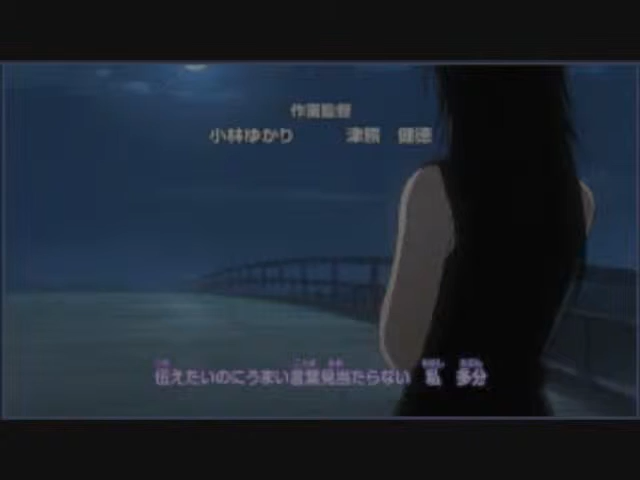 作画監督
小林ゆかり 津熊 健徳
伝えたいのにうまい言葉見当たらない 私 多分